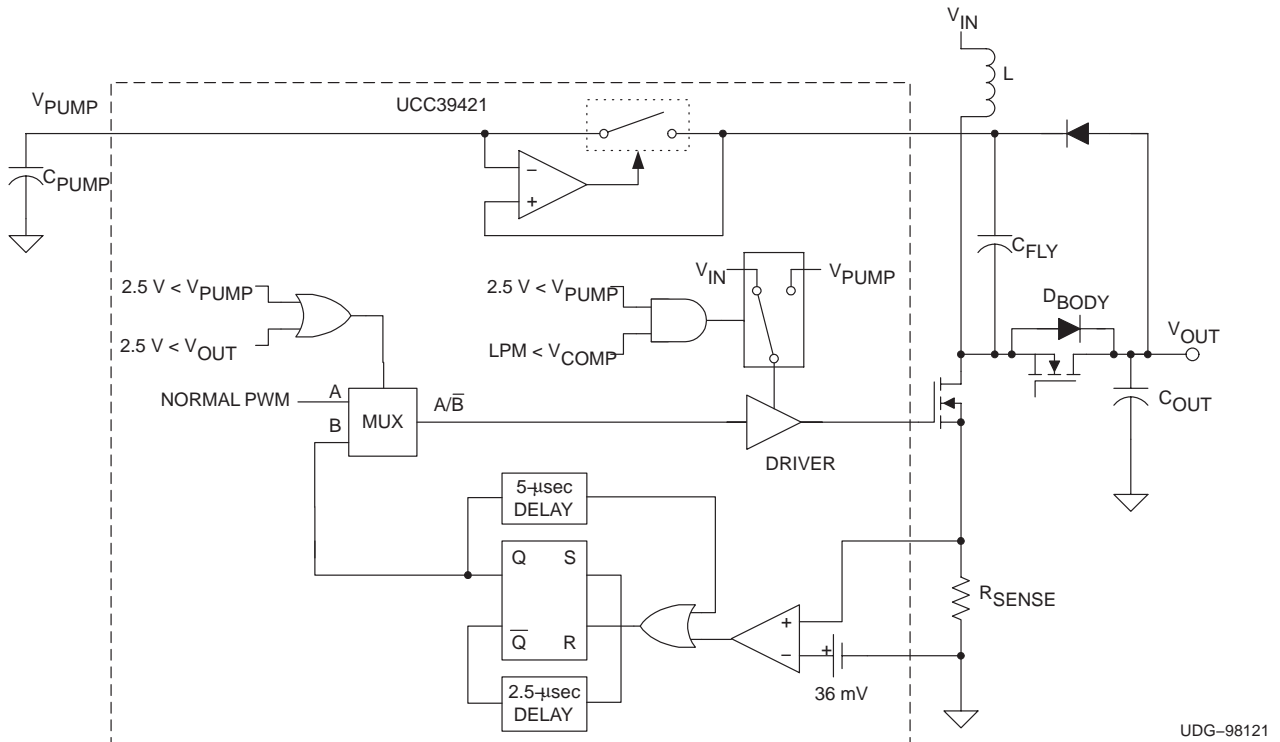 VIN
L
VPUMP
UCC39421
CPUMP
−
+
CFLY
VIN
VPUMP
2.5 V < VPUMP
2.5 V < VPUMP
DBODY
VOUT
2.5 V < VOUT
LPM < VCOMP
NORMAL PWM
A
A/B̅
COUT
B
MUX
DRIVER
5–μsec
DELAY
Q
S
RSENSE
+
Q̅
R
−
+
36 mV
2.5–μsec
DELAY
UDG–98121